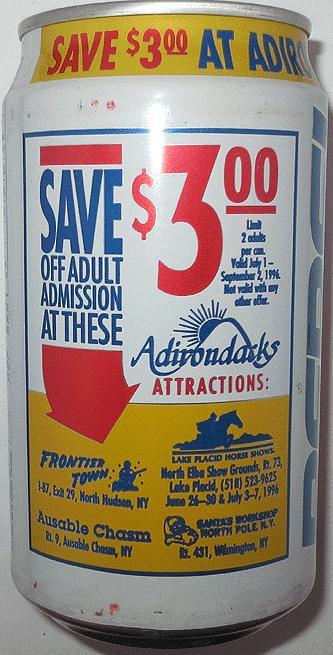 SAVE $3.00 AT ADIR
SAVE
OFF ADULT
ADMISSION
AT THESE
$3.00
Limit
2 adults
per can.
Valid July 1 –
September 2, 1996.
Not valid with any
other offer.
Adirondacks
ATTRACTIONS:
FRONTIER
TOWN
I-87, Exit 29, North Hudson, NY
Ausable Chasm
Rt. 9, Ausable Chasm, NY
LAKE PLACID HORSE SHOWS
North Elba Show Grounds, Rt. 73,
Lake Placid, (518) 523-9625
June 26–30 & July 3–7, 1996
SANTA'S WORKSHOP
NORTH POLE, N.Y.
Rt. 431, Wilmington, NY